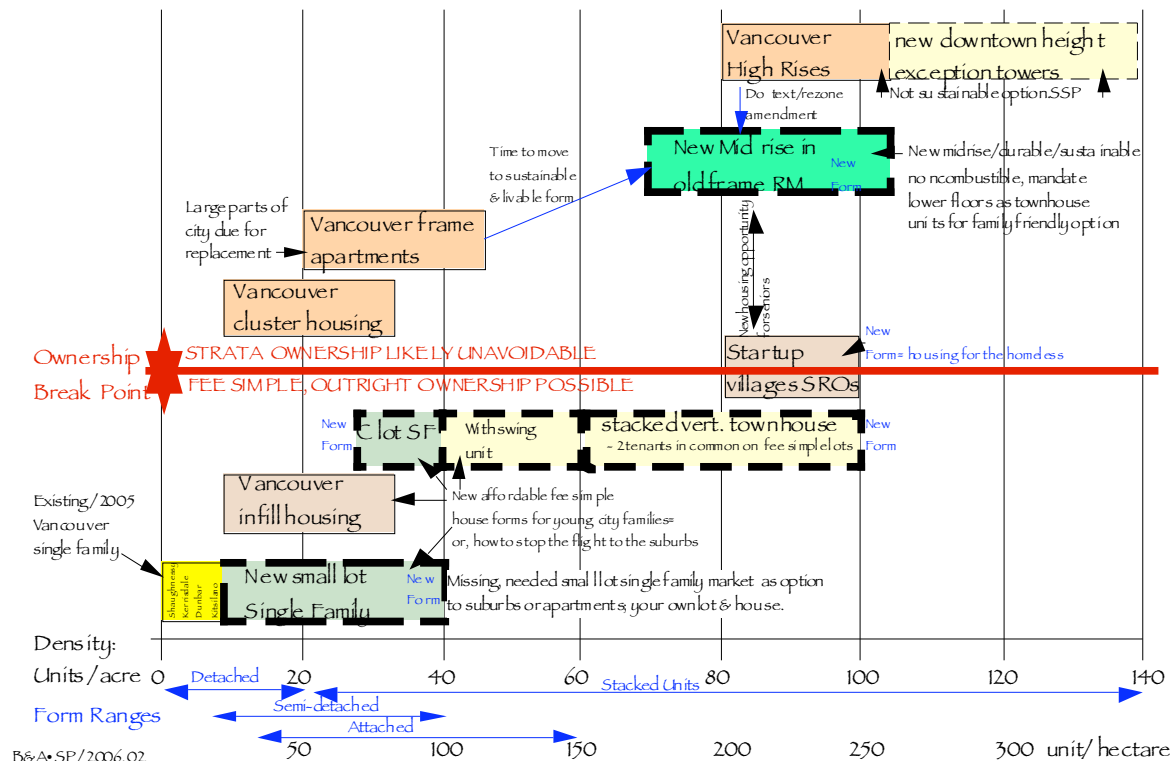 Vancouver
High Rises
new downtown height
exception towers
Do text/rezone
amendment
Not sustainable option.SSP
Time to move
to sustainable
& livable form
New Mid rise in
old frame RM
New
Form
New midrise/durable/sustainable
noncombustible, mandate
lower floors as townhouse
units for family friendly option
Large parts of
city due for
replacement
Vancouver frame
apartments
New housing opportunity
for seniors
Vancouver
cluster housing
Ownership
Break Point
STRATA OWNERSHIP LIKELY UNAVOIDABLE
FEE SIMPLE, OUTRIGHT OWNERSHIP POSSIBLE
Startup
villages SROs
New
Form= housing for the homeless
New
Form
C lot SF
With swing
unit
stacked vert. townhouse
- 2 tenants in common on fee simple lots
New
Form
Vancouver
infill housing
New affordable fee simple
house forms for young city families=
or, how to stop the flight to the suburbs
Existing/2005
Vancouver
single family
Shaughnessy
Kerrisdale
Dunbar
Kitsilano
New small lot
Single Family
New
Form
Missing, needed small lot single family market as option
to suburbs or apartments; your own lot & house.
Density:
Units/acre
0 20 40 60 80 100 120 140
Detached
Stacked Units
Form Ranges
Semi-detached
Attached
50 100 150 200 250 300 unit/hectare
B&A•SP/2006.02